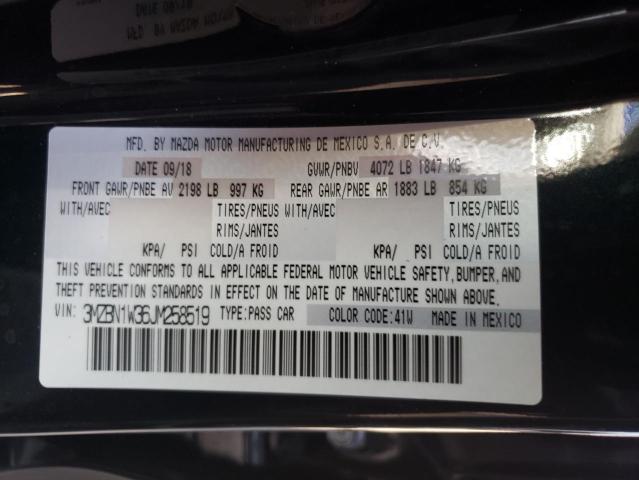 MFD. BY MAZDA MOTOR MANUFACTURING DE MEXICO S.A. DE C.V.
DATE 09/18 GVWR/PNBV 4072 LB 1847 KG
FRONT GAWR/PNBE AV 2198 LB 997 KG REAR GAWR/PNBE AR 1883 LB 854 KG
WITH/AVEC TIRES/PNEUS WITH/AVEC TIRES/PNEUS
RIMS/JANTES RIMS/JANTES
KPA/ PSI COLD/A FROID KPA/ PSI COLD/A FROID
THIS VEHICLE CONFORMS TO ALL APPLICABLE FEDERAL MOTOR VEHICLE SAFETY, BUMPER, AND
THEFT PREVENTION STANDARDS IN EFFECT ON THE DATE OF MANUFACTURE SHOWN ABOVE.
VIN: 3MZBN1W36JM258519 TYPE:PASS CAR COLOR CODE:41W MADE IN MEXICO